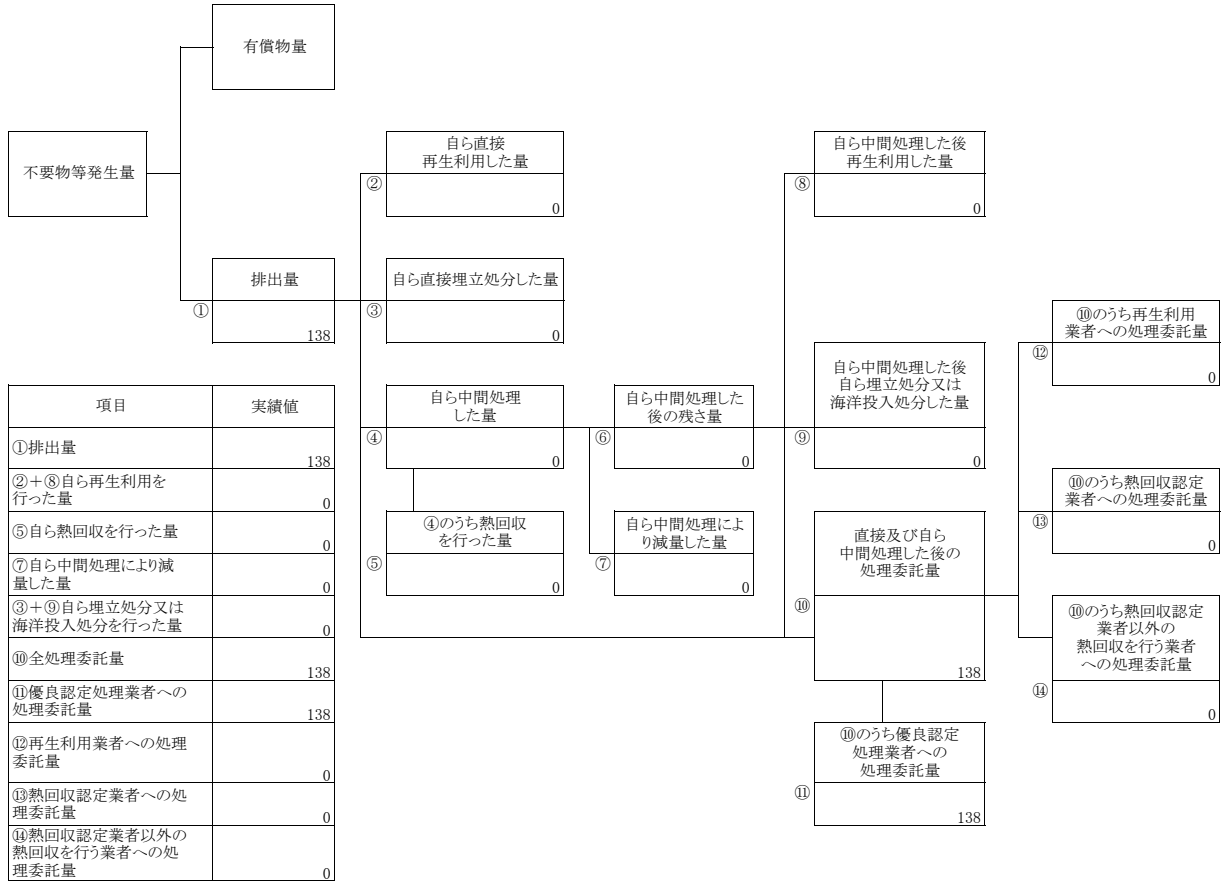 有償物量
不要物等発生量
自ら直接
再生利用した量
②
0
自ら中間処理した後
再生利用した量
⑧
0
排出量
①
138
自ら直接埋立処分した量
③
0
⑩のうち再生利用
業者への処理委託量
⑫
0
自ら中間処理
した量
④
0
自ら中間処理した
後の残さ量
⑥
0
自ら中間処理した後
自ら埋立処分又は
海洋投入処分した量
⑨
0
⑩のうち熱回収認定
業者への処理委託量
⑬
0
④のうち熱回収
を行った量
⑤
0
自ら中間処理によ
り減量した量
⑦
0
直接及び自ら
中間処理した後の
処理委託量
⑩
138
⑩のうち熱回収認定
業者以外の
熱回収を行う業者
への処理委託量
⑭
0
⑩のうち優良認定
処理業者への
処理委託量
⑪
138
項目 実績値
①排出量
138
②＋⑧自ら再生利用を
行った量
0
⑤自ら熱回収を行った量
0
⑦自ら中間処理により減
量した量
0
③＋⑨自ら埋立処分又は
海洋投入処分を行った量
0
⑩全処理委託量
138
⑪優良認定処理業者への
処理委託量
138
⑫再生利用業者への処理
委託量
0
⑬熱回収認定業者への処
理委託量
0
⑭熱回収認定業者以外の
熱回収を行う業者への処
理委託量
0